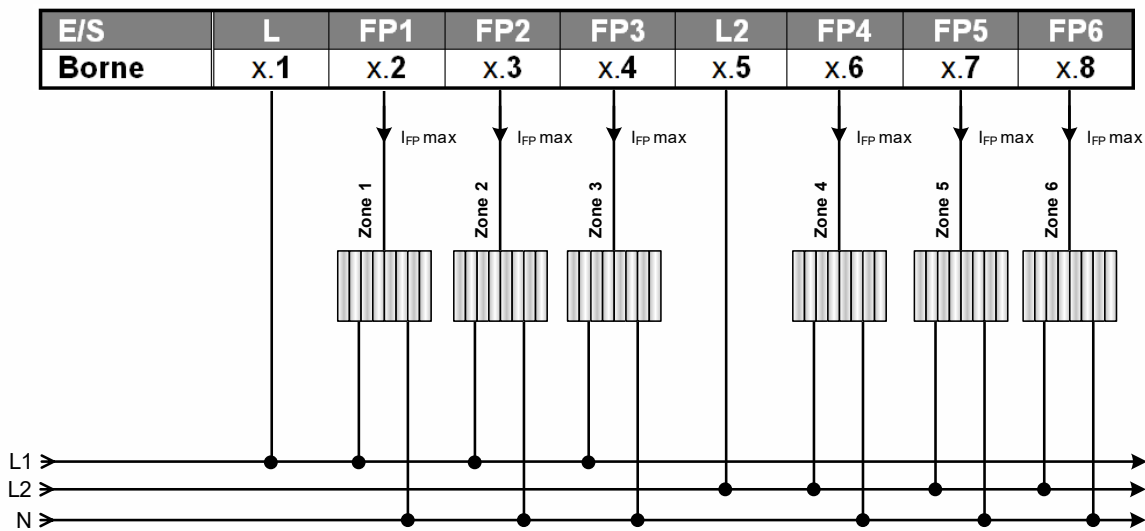 E/S L FP1 FP2 FP3 L2 FP4 FP5 FP6
Borne x.1 x.2 x.3 x.4 x.5 x.6 x.7 x.8
IFP max IFP max IFP max IFP max IFP max IFP max
Zone 1 Zone 2 Zone 3 Zone 4 Zone 5 Zone 6
L1
L2
N